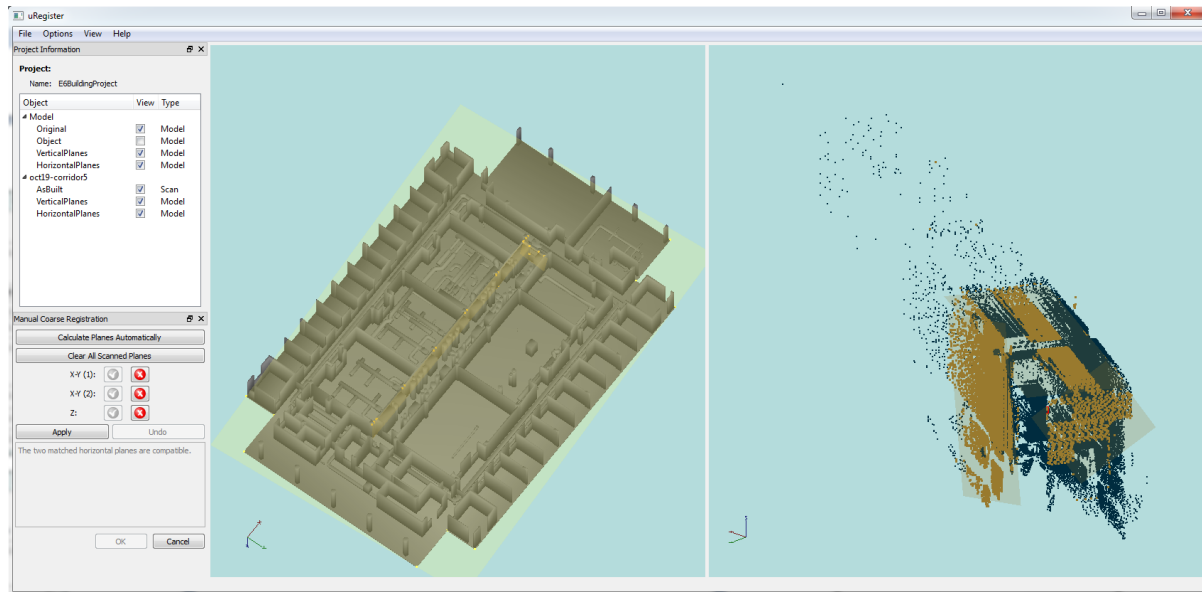 uRegister
File Options View Help
Project Information
Project:
Name: E6BuildingProject
Object View Type
Model
Original Model
Object Model
VerticalPlanes Model
HorizontalPlanes Model
oct19-corridor5
AsBuilt Scan
VerticalPlanes Model
HorizontalPlanes Model
Manual Coarse Registration
Calculate Planes Automatically
Clear All Scanned Planes
X-Y (1):
X-Y (2):
Z:
Apply Undo
The two matched horizontal planes are compatible.
OK Cancel